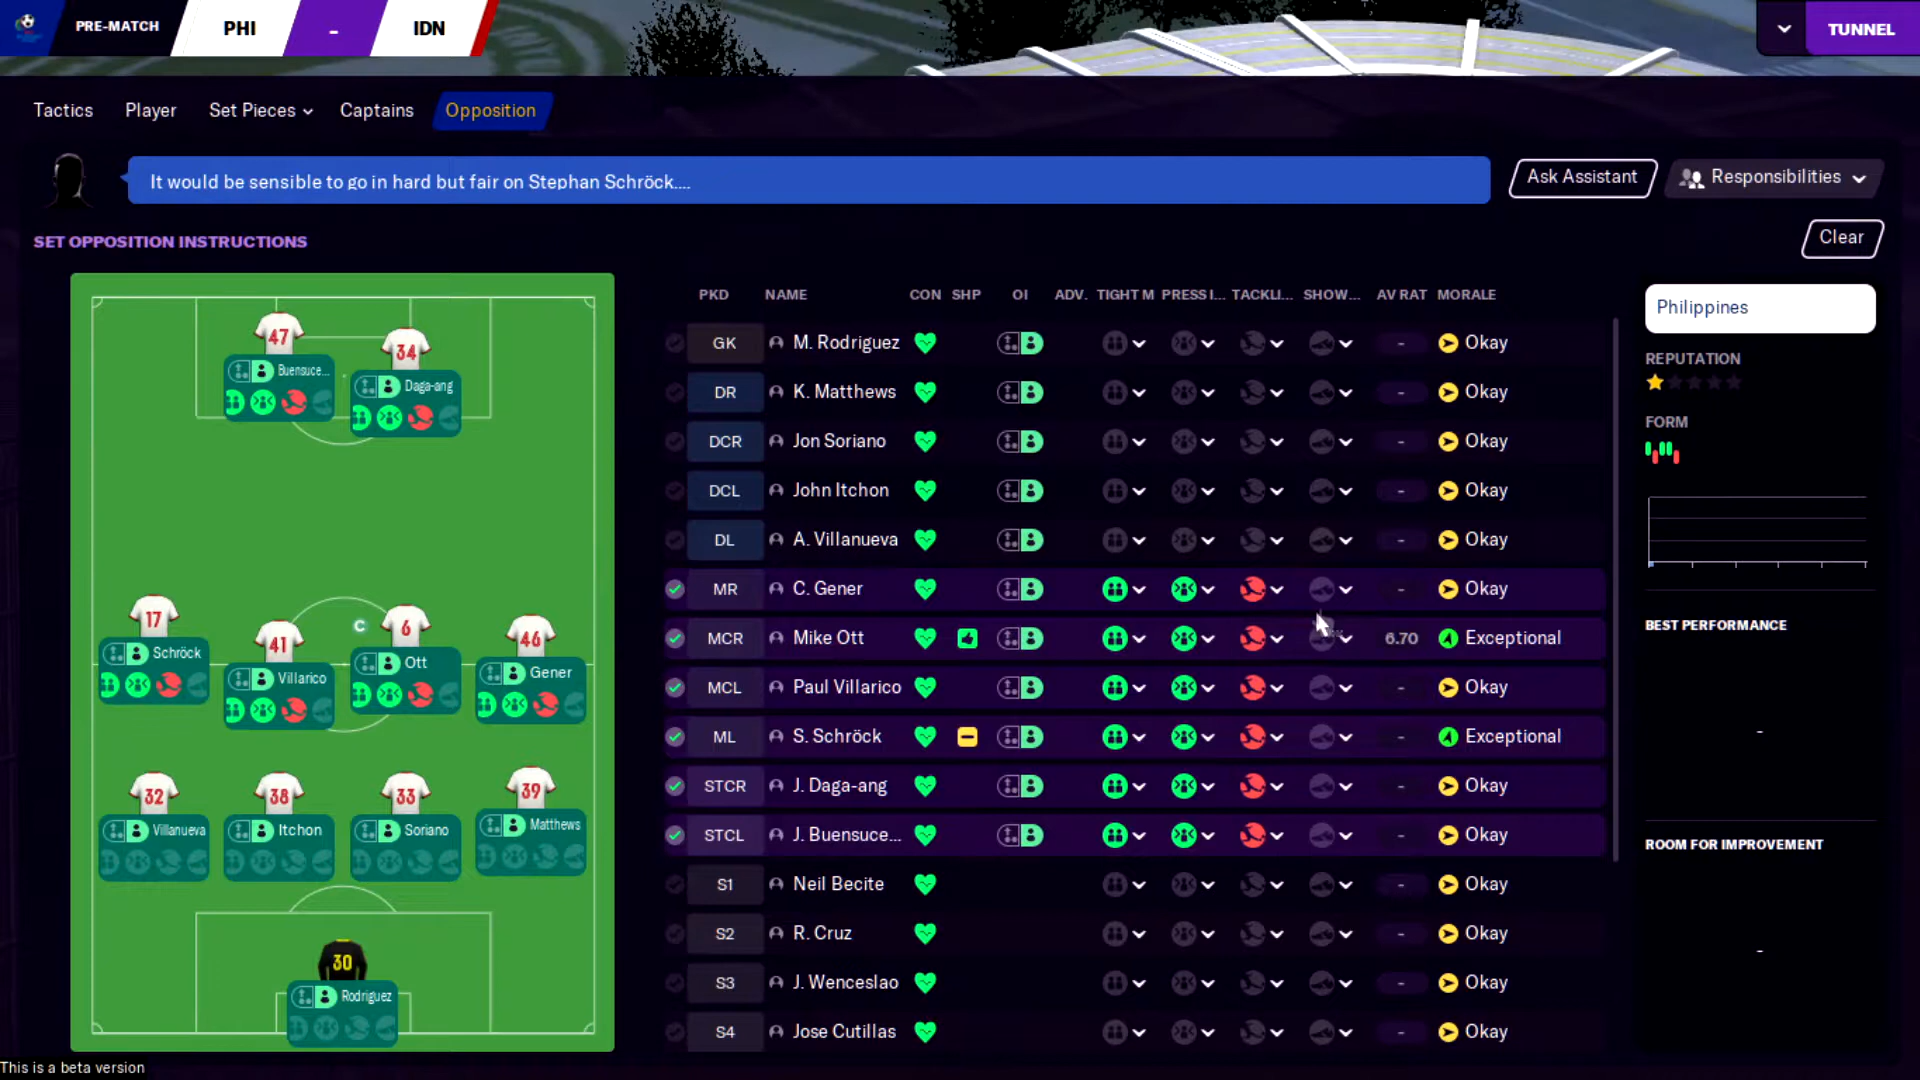 PRE-MATCH PHI - IDN TUNNEL
Tactics Player Set Pieces Captains Opposition
It would be sensible to go in hard but fair on Stephan Schröck.... Ask Assistant Responsibilities
SET OPPOSITION INSTRUCTIONS Clear
PKD NAME CON SHP OI ADV. TIGHT M PRESS I... TACKLI... SHOW... AV RAT MORALE
GK M. Rodriguez - Okay
DR K. Matthews - Okay
DCR Jon Soriano - Okay
DCL John Itchon - Okay
DL A. Villanueva - Okay
MR C. Gener - Okay
MCR Mike Ott 6.70 Exceptional
MCL Paul Villarico - Okay
ML S. Schröck - Exceptional
STCR J. Daga-ang - Okay
STCL J. Buensuce... - Okay
S1 Neil Becite - Okay
S2 R. Cruz - Okay
S3 J. Wenceslao - Okay
S4 Jose Cutillas - Okay
47 34
Buensuce... Daga-ang
17 41 C 6 46
Schröck Villarico Ott Gener
32 38 33 39
Villanueva Itchon Soriano Matthews
30
Rodriguez
Philippines
REPUTATION
FORM
BEST PERFORMANCE
-
ROOM FOR IMPROVEMENT
-
This is a beta version